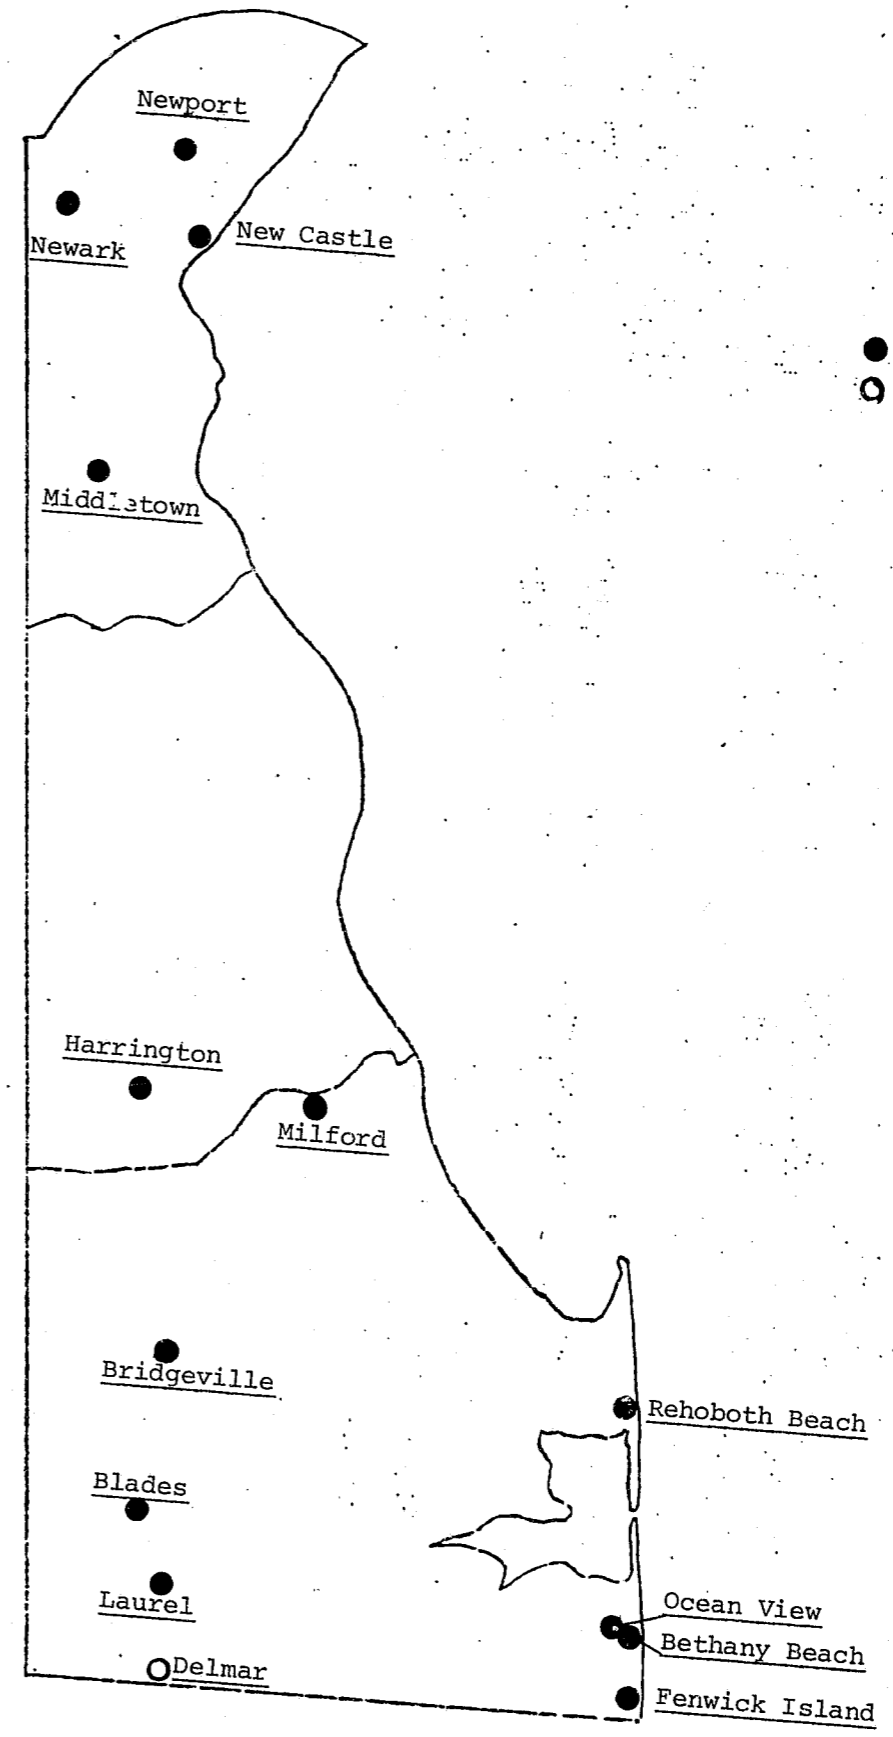 Newport
New Castle
Newark
Middletown
Harrington
Milford
Bridgeville
Rehoboth Beach
Blades
Laurel
Ocean View
Bethany Beach
Delmar
Fenwick Island